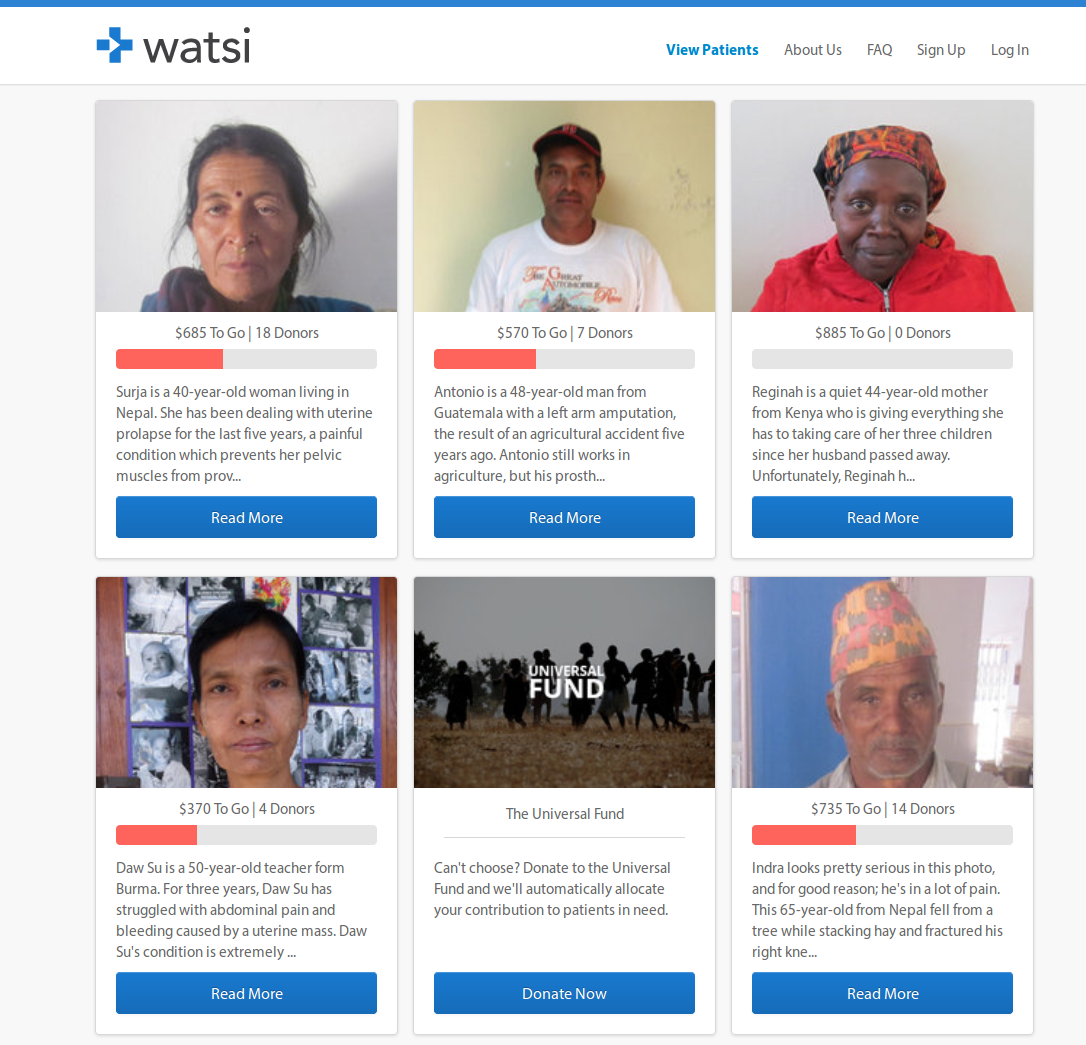 watsi
View Patients About Us FAQ Sign Up Log In
THE GREAT
AUTOMOBILE
Race
$685 To Go | 18 Donors
Surja is a 40-year-old woman living in
Nepal. She has been dealing with uterine
prolapse for the last five years, a painful
condition which prevents her pelvic
muscles from prov...
Read More
$570 To Go | 7 Donors
Antonio is a 48-year-old man from
Guatemala with a left arm amputation,
the result of an agricultural accident five
years ago. Antonio still works in
agriculture, but his prosth...
Read More
$885 To Go | 0 Donors
Reginah is a quiet 44-year-old mother
from Kenya who is giving everything she
has to taking care of her three children
since her husband passed away.
Unfortunately, Reginah h...
Read More
$370 To Go | 4 Donors
Daw Su is a 50-year-old teacher form
Burma. For three years, Daw Su has
struggled with abdominal pain and
bleeding caused by a uterine mass. Daw
Su's condition is extremely ...
Read More
UNIVERSAL
FUND
The Universal Fund
Can't choose? Donate to the Universal
Fund and we'll automatically allocate
your contribution to patients in need.
Donate Now
$735 To Go | 14 Donors
Indra looks pretty serious in this photo,
and for good reason; he's in a lot of pain.
This 65-year-old from Nepal fell from a
tree while stacking hay and fractured his
right kne...
Read More